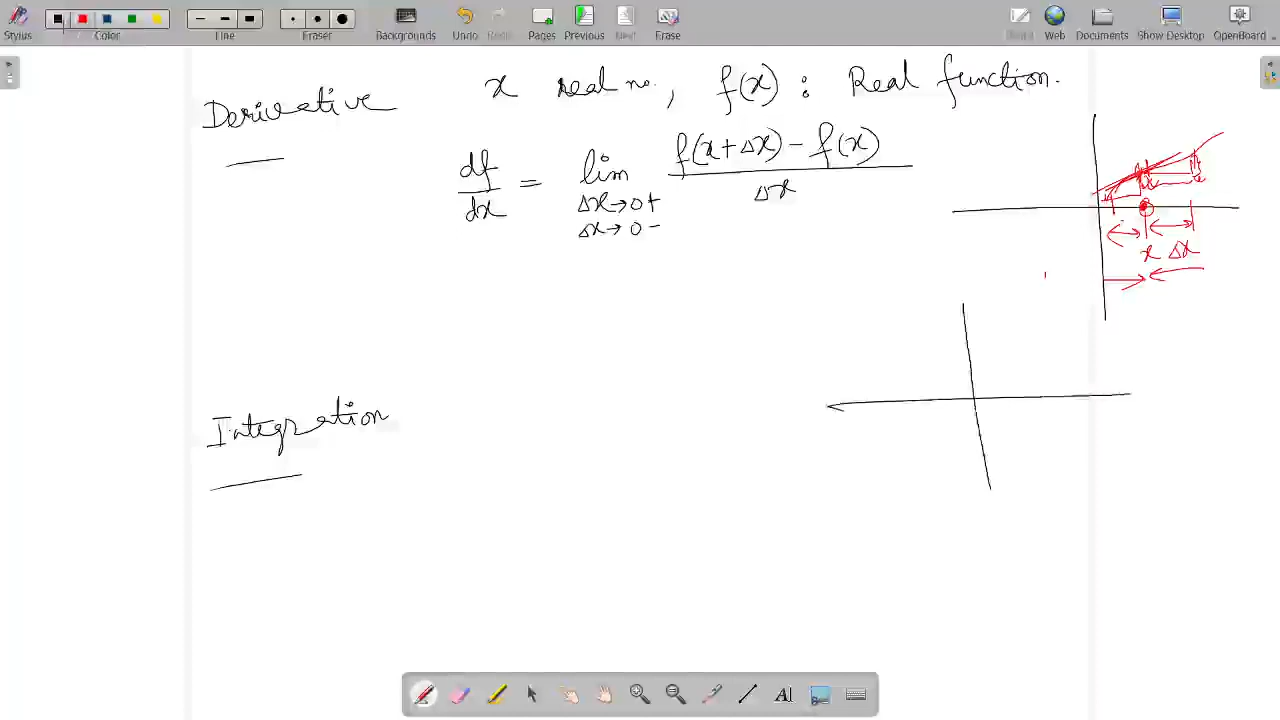 Stylus
Color
Line
Eraser
Backgrounds
Undo
Redo
Pages
Previous
Next
Erase
Board
Web
Documents
Show Desktop
OpenBoard
Derivative x real no., f(x) : Real function.
df/dx = lim Δx→0+ Δx→0- f(x+Δx) - f(x) / Δx
x Δx
Integration